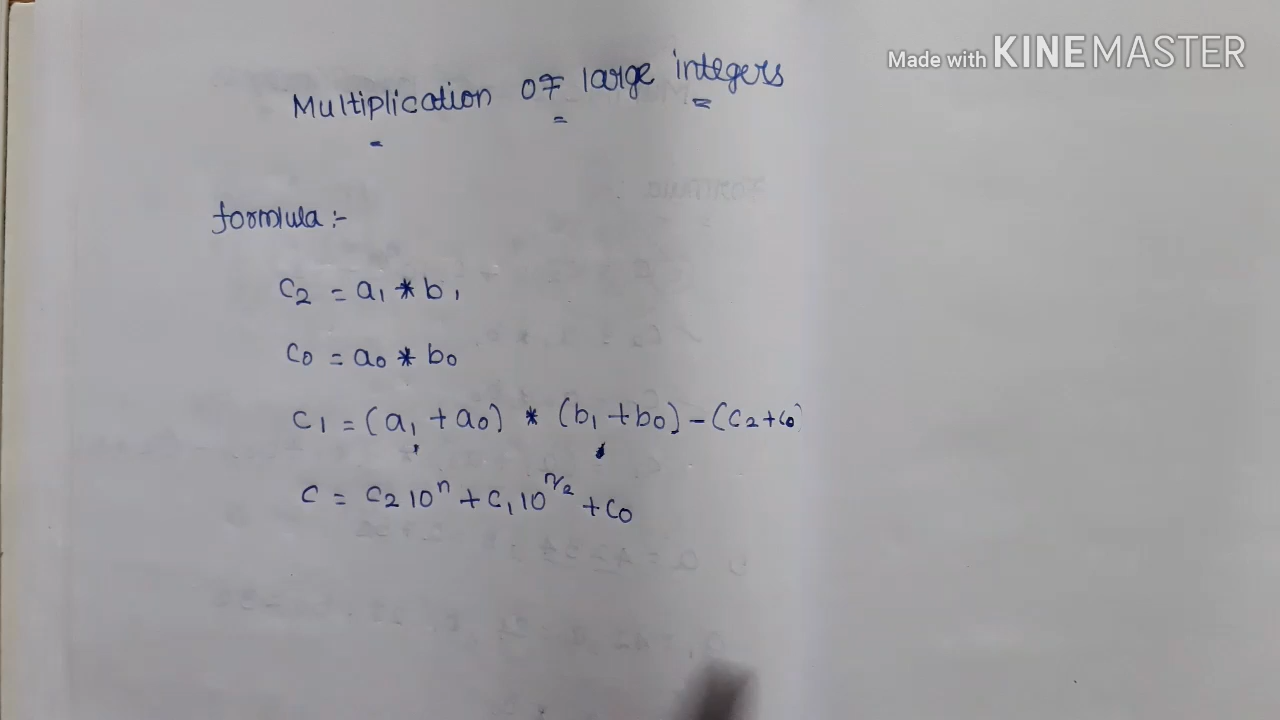 Made with KINEMASTER
Multiplication OF large integers
formula :-
C2 = a1 * b1
C0 = a0 * b0
C1 = (a1 + a0) * (b1 + b0) - (C2 + C0)
C = C2 10^n + C1 10^n/2 + C0